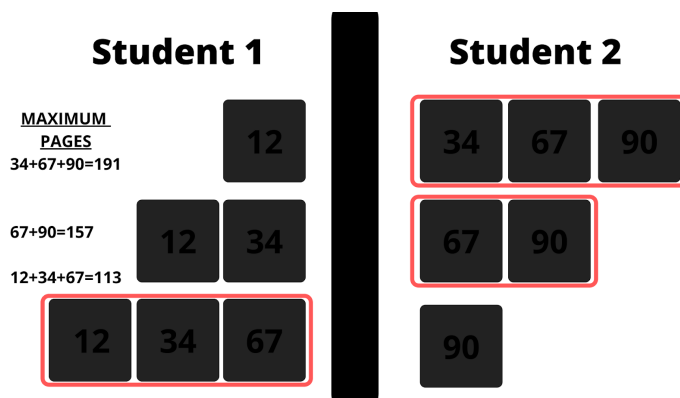 Student 1
Student 2
MAXIMUM
PAGES
34+67+90=191
12
34 67 90
67+90=157
12 34
67 90
12+34+67=113
12 34 67
90